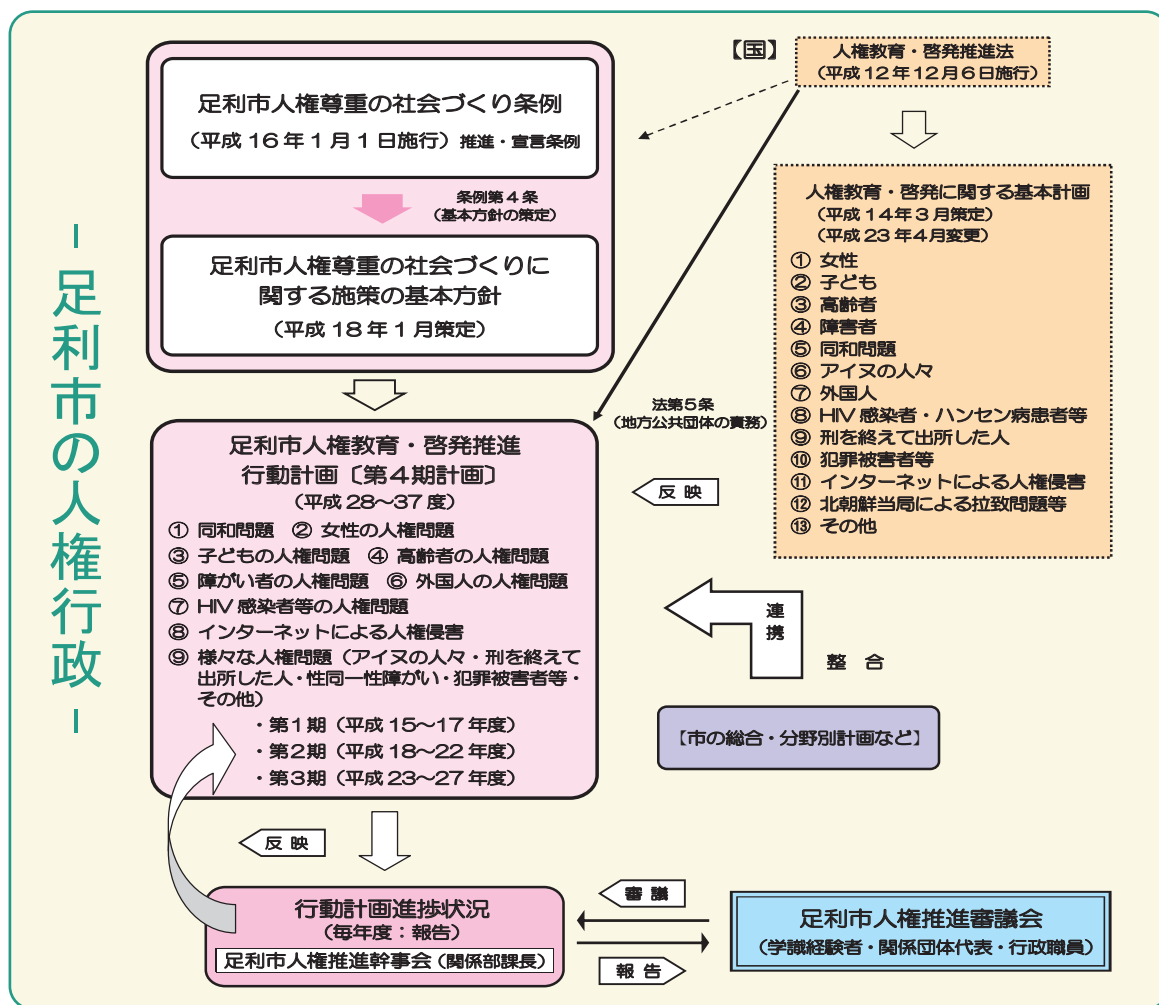 －足利市の人権行政－
足利市人権尊重の社会づくり条例
（平成16年1月1日施行）推進・宣言条例
条例第4条
（基本方針の策定）
足利市人権尊重の社会づくりに
関する施策の基本方針
（平成18年1月策定）
【国】
人権教育・啓発推進法
（平成12年12月6日施行）
人権教育・啓発に関する基本計画
（平成14年3月策定）
（平成23年4月変更）
① 女性
② 子ども
③ 高齢者
④ 障害者
⑤ 同和問題
⑥ アイヌの人々
⑦ 外国人
⑧ HIV感染者・ハンセン病患者等
⑨ 刑を終えて出所した人
⑩ 犯罪被害者等
⑪ インターネットによる人権侵害
⑫ 北朝鮮当局による拉致問題等
⑬ その他
法第5条
（地方公共団体の責務）
反映
足利市人権教育・啓発推進
行動計画〔第4期計画〕
（平成28～37度）
① 同和問題 ② 女性の人権問題
③ 子どもの人権問題 ④ 高齢者の人権問題
⑤ 障がい者の人権問題 ⑥ 外国人の人権問題
⑦ HIV感染者等の人権問題
⑧ インターネットによる人権侵害
⑨ 様々な人権問題（アイヌの人々・刑を終えて
出所した人・性同一性障がい・犯罪被害者等・
その他）
・第1期（平成15～17年度）
・第2期（平成18～22年度）
・第3期（平成23～27年度）
連携
整合
【市の総合・分野別計画など】
反映
行動計画進捗状況
（毎年度：報告）
足利市人権推進幹事会（関係部課長）
審議
報告
足利市人権推進審議会
（学識経験者・関係団体代表・行政職員）